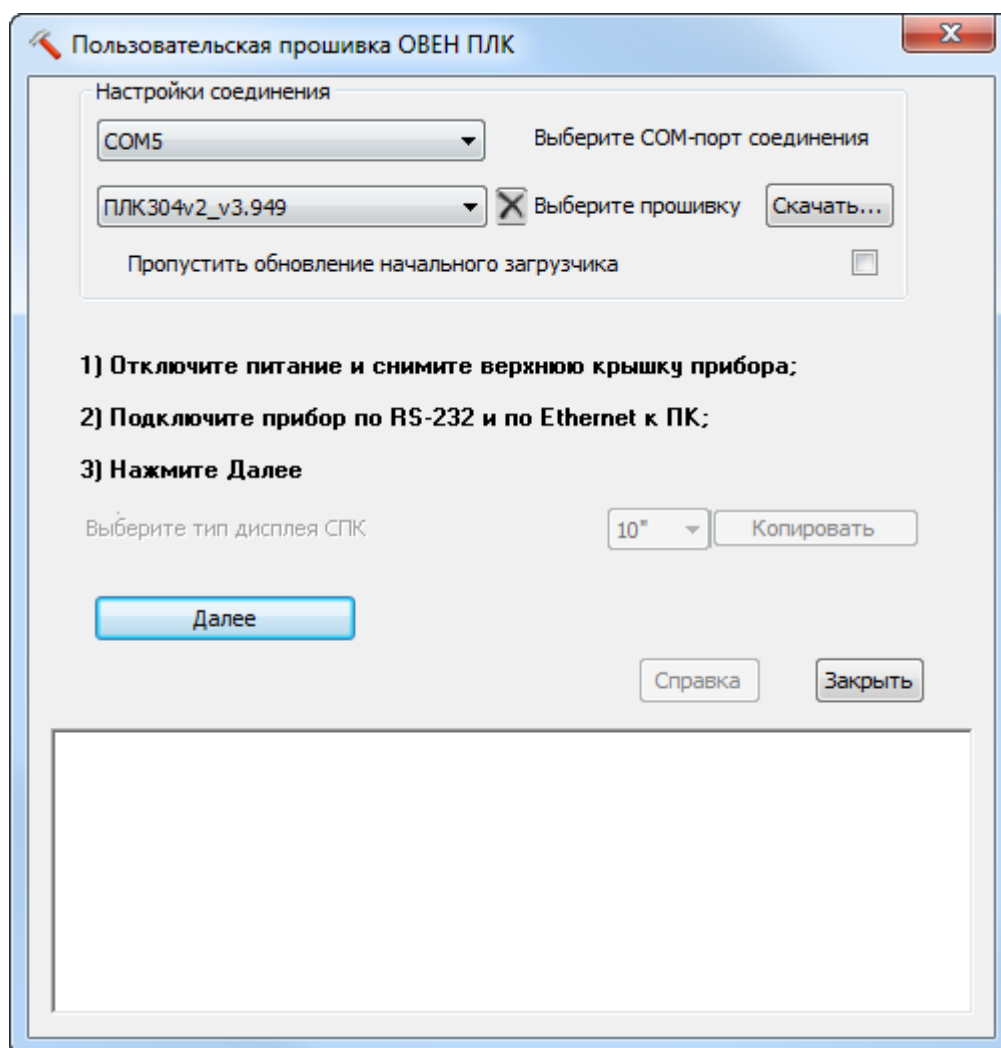 Пользовательская прошивка ОВЕН ПЛК
Настройки соединения
COM5
Выберите COM-порт соединения
ПЛК304v2_v3.949
Выберите прошивку
Скачать...
Пропустить обновление начального загрузчика
1) Отключите питание и снимите верхнюю крышку прибора;
2) Подключите прибор по RS-232 и по Ethernet к ПК;
3) Нажмите Далее
Выберите тип дисплея СПК
10"
Копировать
Далее
Справка
Закрыть